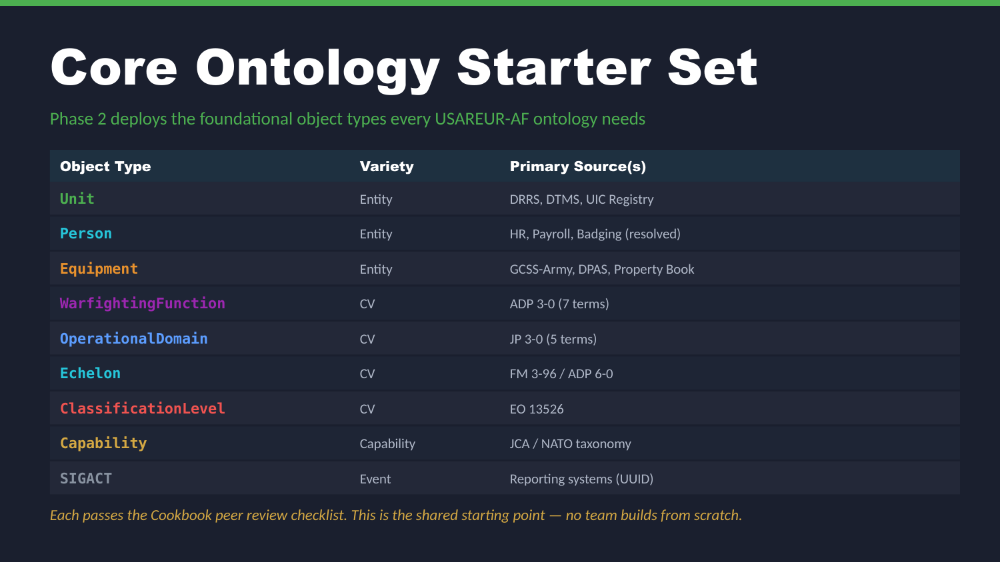 Core Ontology Starter Set
Phase 2 deploys the foundational object types every USAREUR-AF ontology needs
Object Type Variety Primary Source(s)
Unit Entity DRRS, DTMS, UIC Registry
Person Entity HR, Payroll, Badging (resolved)
Equipment Entity GCSS-Army, DPAS, Property Book
WarfightingFunction CV ADP 3-0 (7 terms)
OperationalDomain CV JP 3-0 (5 terms)
Echelon CV FM 3-96 / ADP 6-0
ClassificationLevel CV EO 13526
Capability Capability JCA / NATO taxonomy
SIGACT Event Reporting systems (UUID)
Each passes the Cookbook peer review checklist. This is the shared starting point — no team builds from scratch.